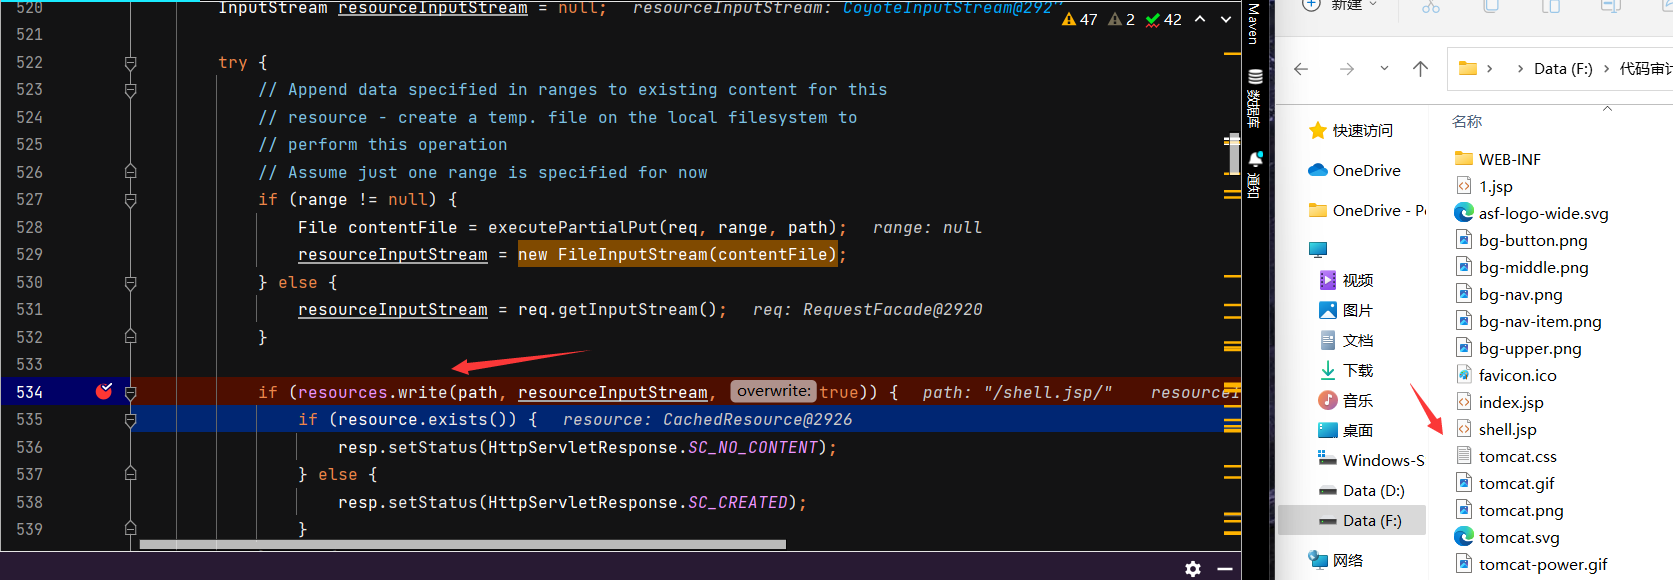 520 InputStream resourceInputStream = null; resourceInputStream: CoyoteInputStream@292
47 2 42
521
522 try {
523 // Append data specified in ranges to existing content for this
524 // resource - create a temp. file on the local filesystem to
525 // perform this operation
526 // Assume just one range is specified for now
527 if (range != null) {
528 File contentFile = executePartialPut(req, range, path); range: null
529 resourceInputStream = new FileInputStream(contentFile);
530 } else {
531 resourceInputStream = req.getInputStream(); req: RequestFacade@2920
532 }
533
534 if (resources.write(path, resourceInputStream, overwrite: true)) { path: "/shell.jsp/" resourceI
535 if (resource.exists()) { resource: CachedResource@2926
536 resp.setStatus(HttpServletResponse.SC_NO_CONTENT);
537 } else {
538 resp.setStatus(HttpServletResponse.SC_CREATED);
539 }
Maven
数据库
通知
新建
Data (F:) 代码审计
快速访问
OneDrive
OneDrive - Pe
视频
图片
文档
下载
音乐
桌面
Windows-S
Data (D:)
Data (F:)
网络
名称
WEB-INF
1.jsp
asf-logo-wide.svg
bg-button.png
bg-middle.png
bg-nav.png
bg-nav-item.png
bg-upper.png
favicon.ico
index.jsp
shell.jsp
tomcat.css
tomcat.gif
tomcat.png
tomcat.svg
tomcat-power.gif